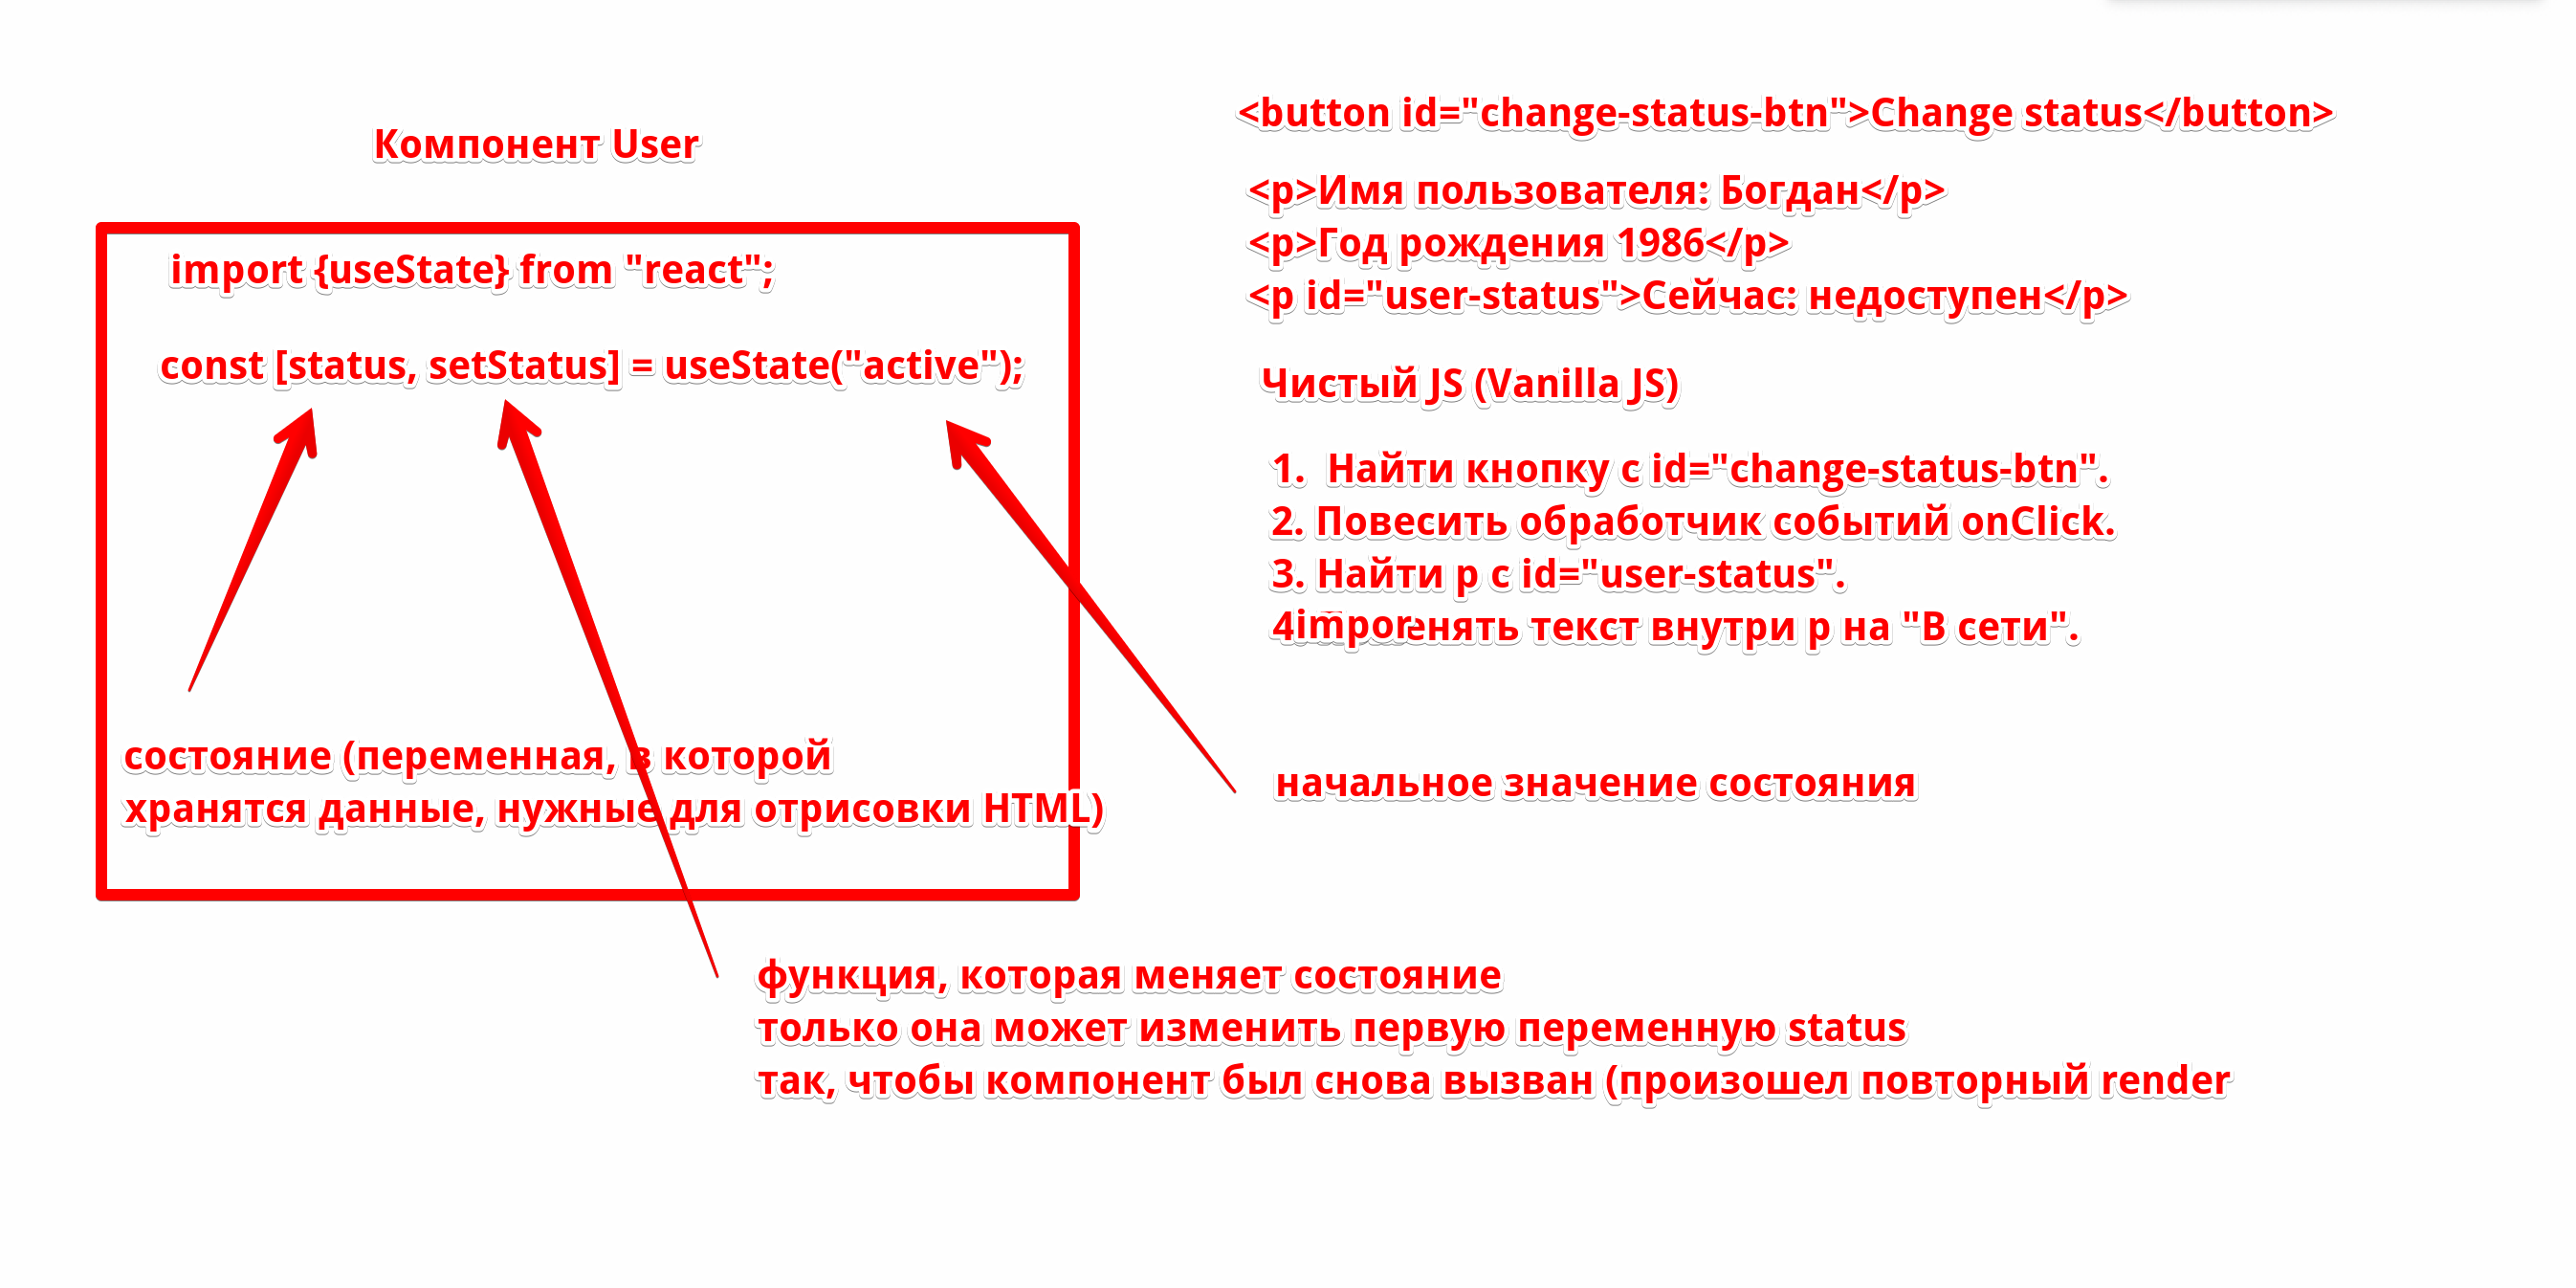 Компонент User
import {useState} from "react";
const [status, setStatus] = useState("active");
состояние (переменная, в которой
хранятся данные, нужные для отрисовки HTML)
<button id="change-status-btn">Change status</button>
<p>Имя пользователя: Богдан</p>
<p>Год рождения 1986</p>
<p id="user-status">Сейчас: недоступен</p>
Чистый JS (Vanilla JS)
1. Найти кнопку с id="change-status-btn".
2. Повесить обработчик событий onClick.
3. Найти p с id="user-status".
4 impor енять текст внутри p на "В сети".
начальное значение состояния
функция, которая меняет состояние
только она может изменить первую переменную status
так, чтобы компонент был снова вызван (произошел повторный render